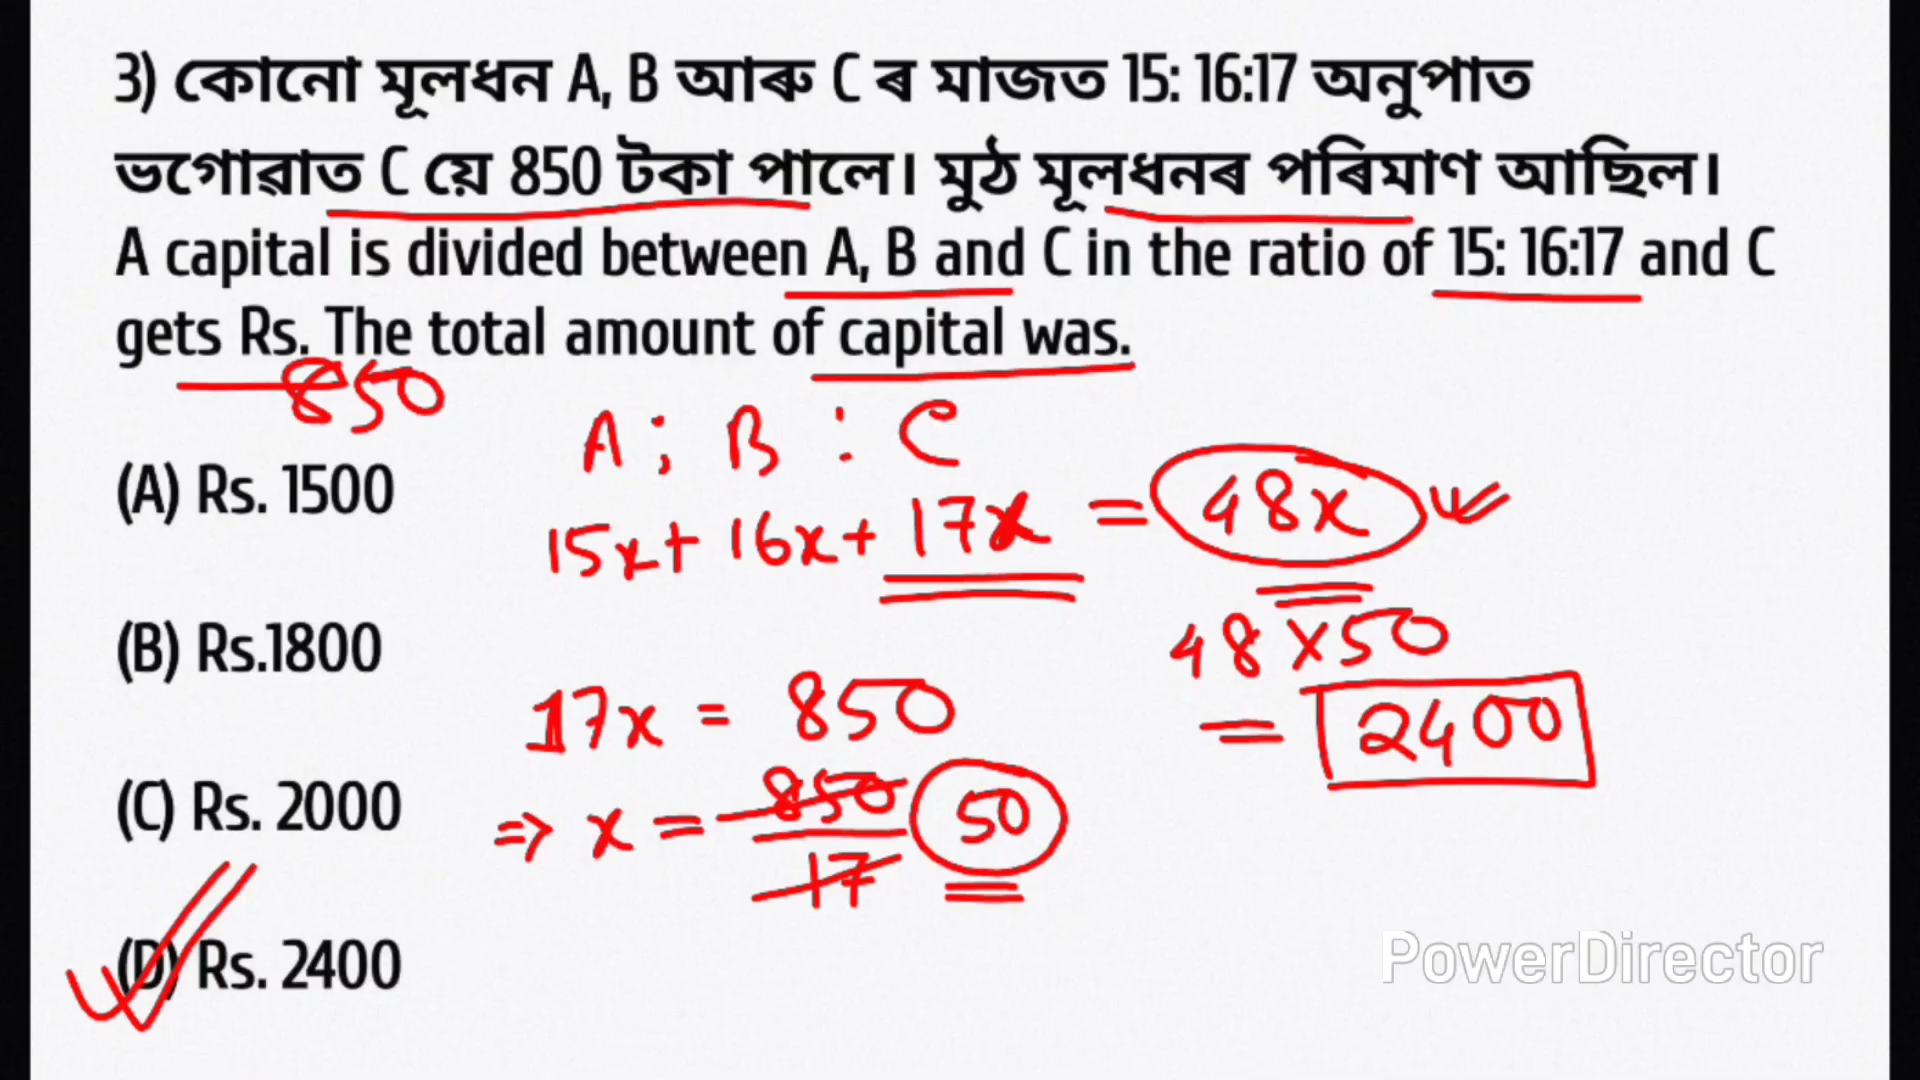 3) কোনো মূলধন A, B আৰু C ৰ মাজত 15: 16:17 অনুপাত
ভগোৱাত C য়ে 850 টকা পালে। মুঠ মূলধনৰ পৰিমাণ আছিল।
A capital is divided between A, B and C in the ratio of 15: 16:17 and C
gets Rs. The total amount of capital was.
850
A : B : C
(A) Rs. 1500
15x+ 16x+ 17x = 48x
(B) Rs.1800
48 x 50
17x = 850
= 2400
(C) Rs. 2000
⇒ x = 850 50
17
(D) Rs. 2400
PowerDirector